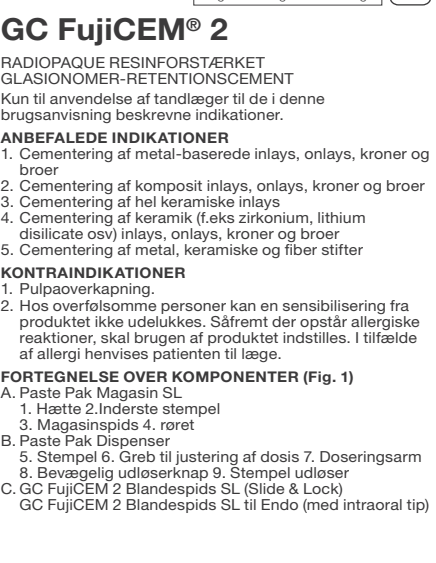 GC FujiCEM® 2
RADIOPAQUE RESINFORSTÆRKET
GLASIONOMER-RETENTIONSCEMENT
Kun til anvendelse af tandlæger til de i denne
brugsanvisning beskrevne indikationer.
ANBEFALEDE INDIKATIONER
1. Cementering af metal-baserede inlays, onlays, kroner og
broer
2. Cementering af komposit inlays, onlays, kroner og broer
3. Cementering af hel keramiske inlays
4. Cementering af keramik (f.eks zirkonium, lithium
disilicate osv) inlays, onlays, kroner og broer
5. Cementering af metal, keramiske og fiber stifter
KONTRAINDIKATIONER
1. Pulpaoverkapning.
2. Hos overfølsomme personer kan en sensibilisering fra
produktet ikke udelukkes. Såfremt der opstår allergiske
reaktioner, skal brugen af produktet indstilles. I tilfælde
af allergi henvises patienten til læge.
FORTEGNELSE OVER KOMPONENTER (Fig. 1)
A. Paste Pak Magasin SL
1. Hætte 2.Inderste stempel
3. Magasinspids 4. røret
B. Paste Pak Dispenser
5. Stempel 6. Greb til justering af dosis 7. Doseringsarm
8. Bevægelig udløserknap 9. Stempel udløser
C. GC FujiCEM 2 Blandespids SL (Slide & Lock)
GC FujiCEM 2 Blandespids SL til Endo (med intraoral tip)